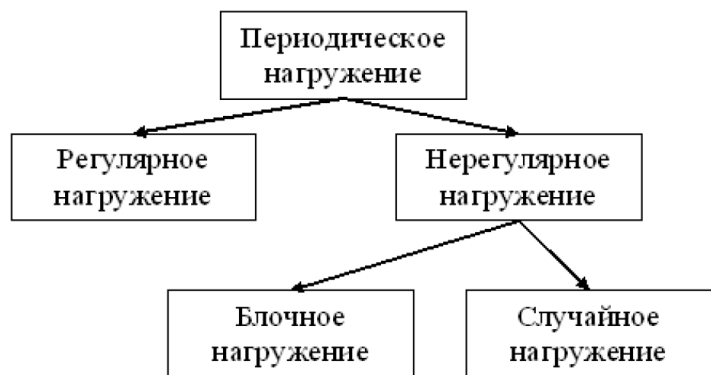 Периодическое
нагружение
Регулярное
нагружение
Нерегулярное
нагружение
Блочное
нагружение
Случайное
нагружение